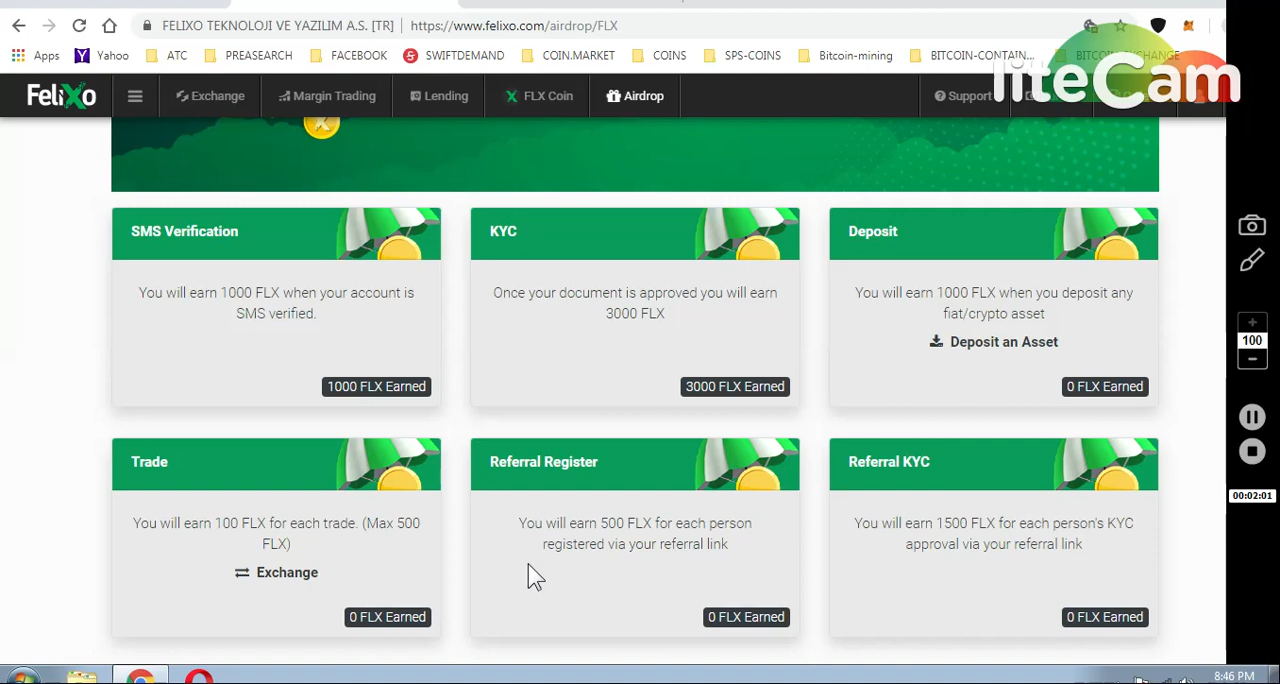 FELIXO TEKNOLOJI VE YAZILIM A.S. [TR] | https://www.felixo.com/airdrop/FLX
Apps Yahoo ATC PREASEARCH FACEBOOK SWIFTDEMAND COIN.MARKET COINS SPS-COINS Bitcoin-mining BITCOIN-CONTAIN...
liteCam
FeliXo Exchange Margin Trading Lending FLX Coin Airdrop Support
SMS Verification
You will earn 1000 FLX when your account is
SMS verified.
1000 FLX Earned
KYC
Once your document is approved you will earn
3000 FLX
3000 FLX Earned
Deposit
You will earn 1000 FLX when you deposit any
fiat/crypto asset
Deposit an Asset
0 FLX Earned
Trade
You will earn 100 FLX for each trade. (Max 500
FLX)
Exchange
0 FLX Earned
Referral Register
You will earn 500 FLX for each person
registered via your referral link
0 FLX Earned
Referral KYC
You will earn 1500 FLX for each person's KYC
approval via your referral link
0 FLX Earned
100
00:02:01
8:46 PM